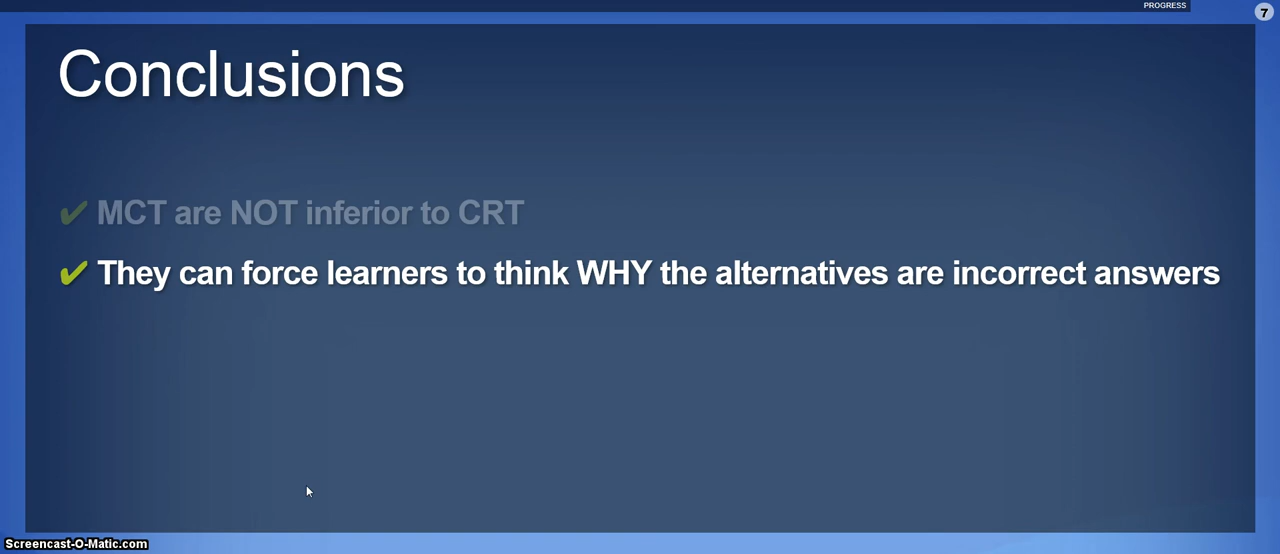 PROGRESS
7
Conclusions
✔ MCT are NOT inferior to CRT
✔ They can force learners to think WHY the alternatives are incorrect answers
Screencast-O-Matic.com